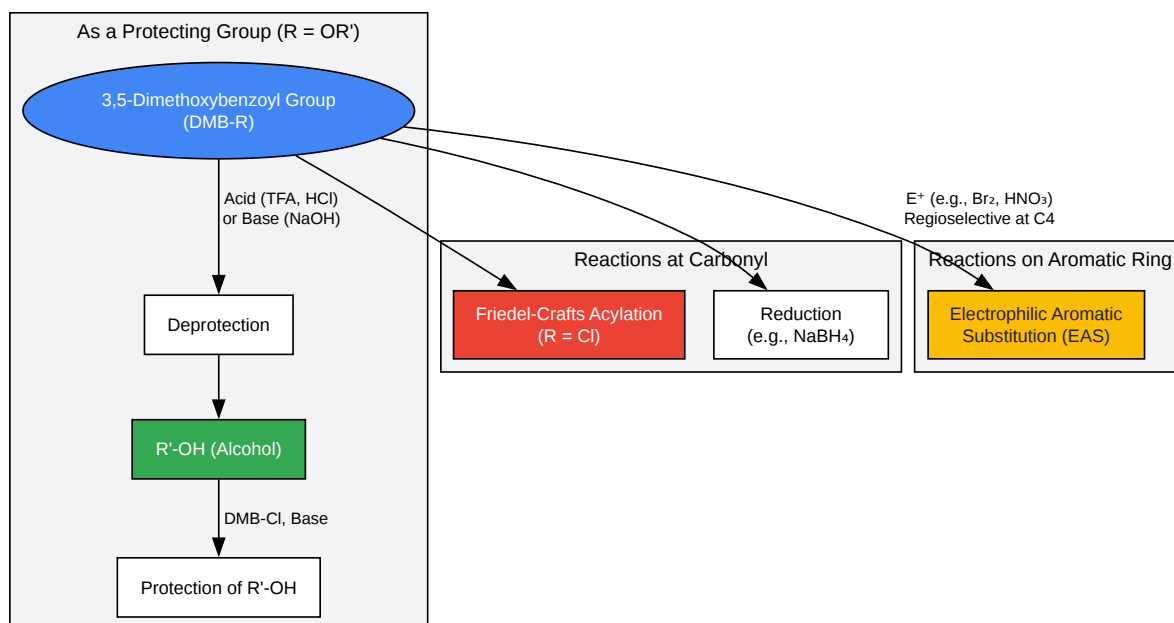 As a Protecting Group (R = OR')
3,5-Dimethoxybenzoyl Group
(DMB-R)
Acid (TFA, HCl)
or Base (NaOH)
E⁺ (e.g., Br₂, HNO₃)
Regioselective at C4
Reactions at Carbonyl
Reactions on Aromatic Ring
Deprotection
Friedel-Crafts Acylation
(R = Cl)
Reduction
(e.g., NaBH₄)
Electrophilic Aromatic
Substitution (EAS)
R'-OH (Alcohol)
DMB-Cl, Base
Protection of R'-OH